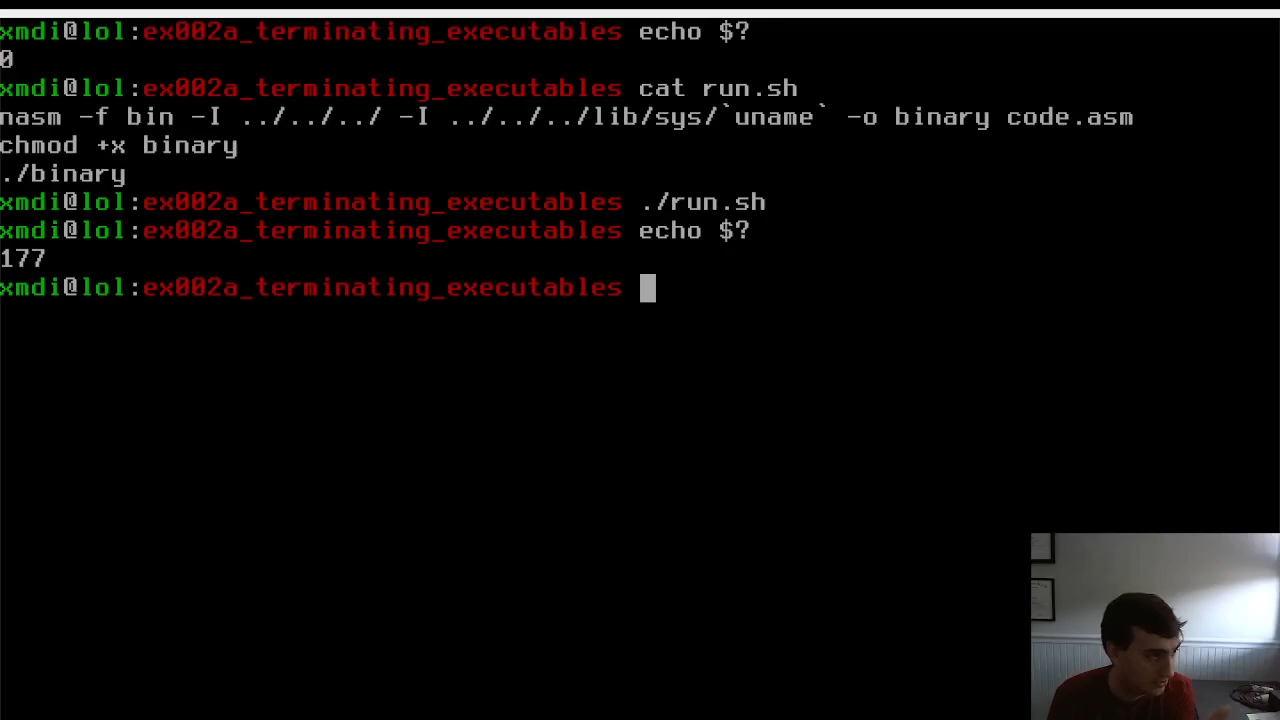 xmdi@lol:ex002a_terminating_executables echo $?
0
xmdi@lol:ex002a_terminating_executables cat run.sh
nasm -f bin -I ../../../ -I ../../../lib/sys/`uname` -o binary code.asm
chmod +x binary
./binary
xmdi@lol:ex002a_terminating_executables ./run.sh
xmdi@lol:ex002a_terminating_executables echo $?
177
xmdi@lol:ex002a_terminating_executables